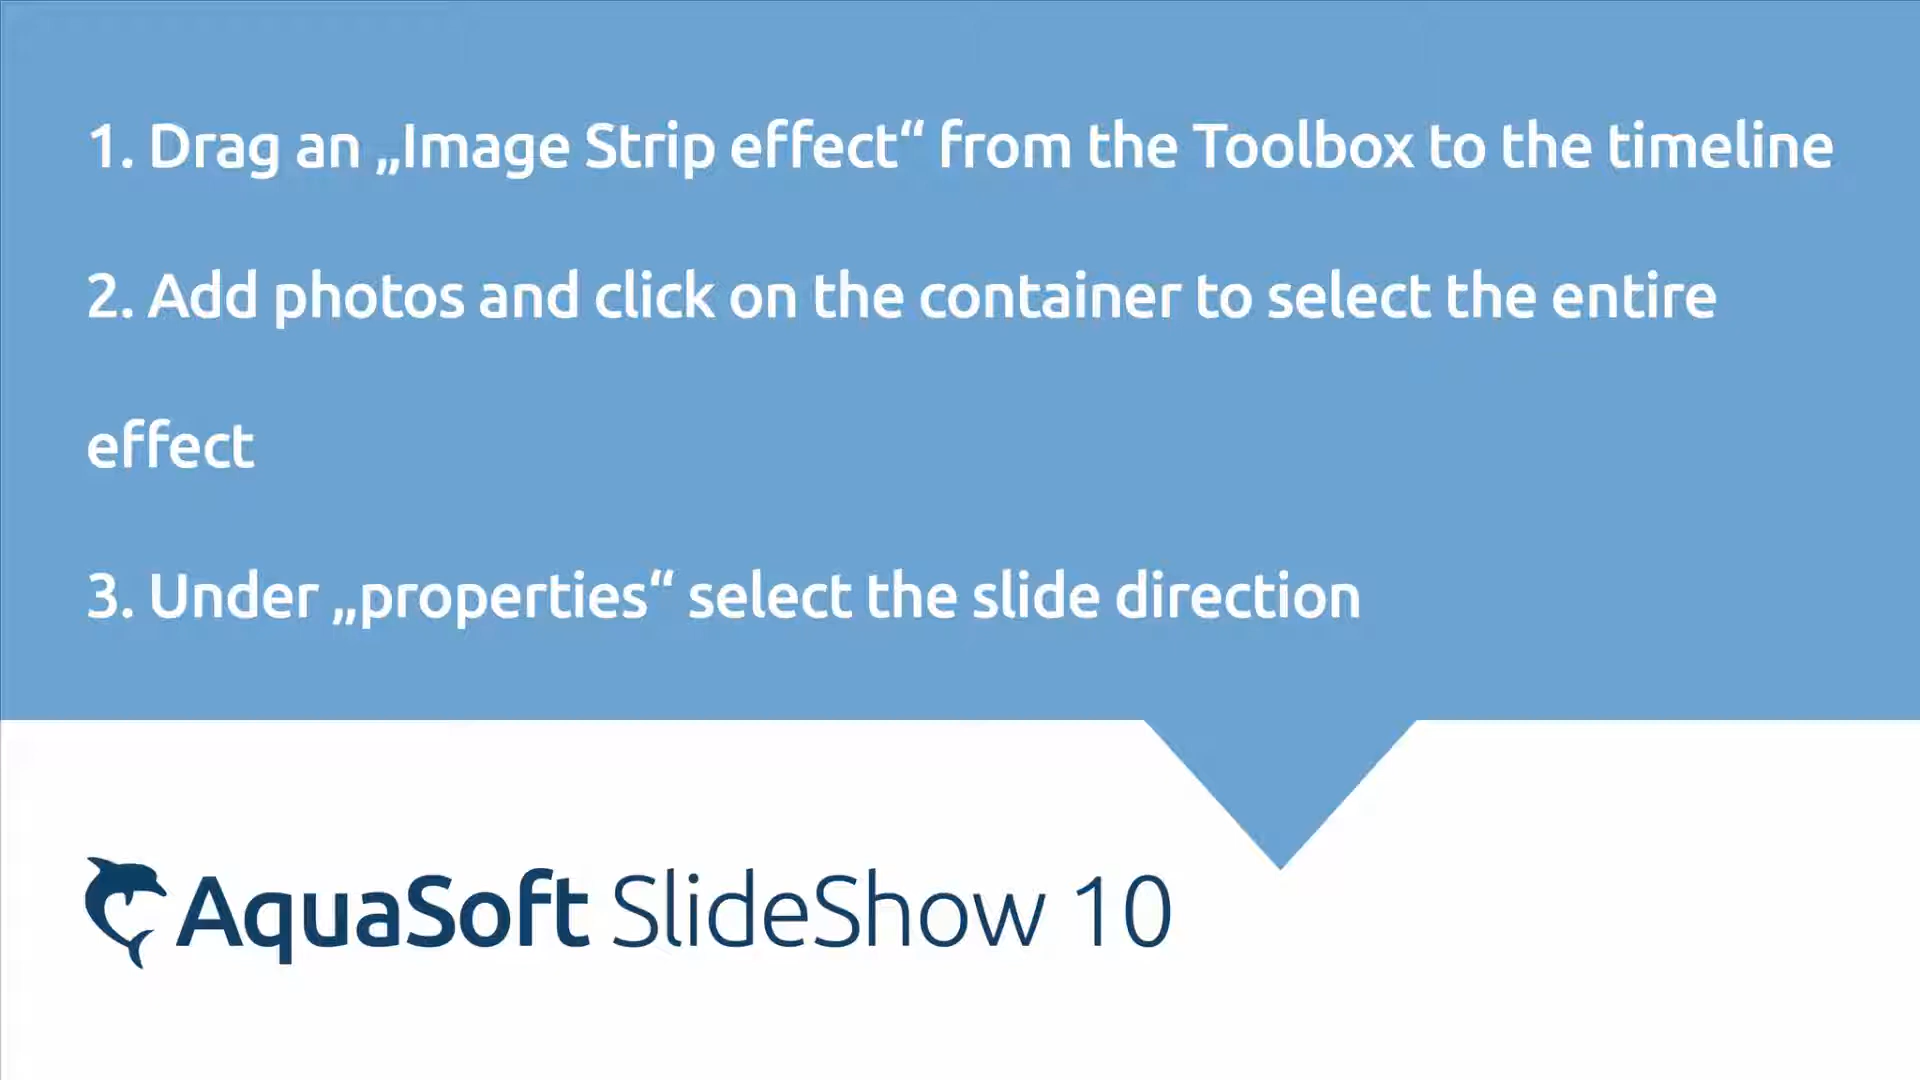 1. Drag an „Image Strip effect“ from the Toolbox to the timeline
2. Add photos and click on the container to select the entire
effect
3. Under „properties“ select the slide direction
AquaSoft SlideShow 10